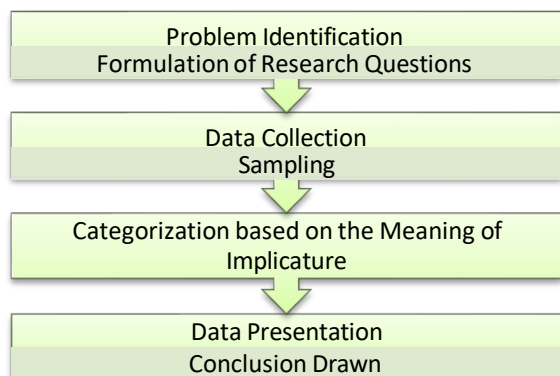 Problem Identification
Formulation of Research Questions
Data Collection
Sampling
Categorization based on the Meaning of
Implicature
Data Presentation
Conclusion Drawn